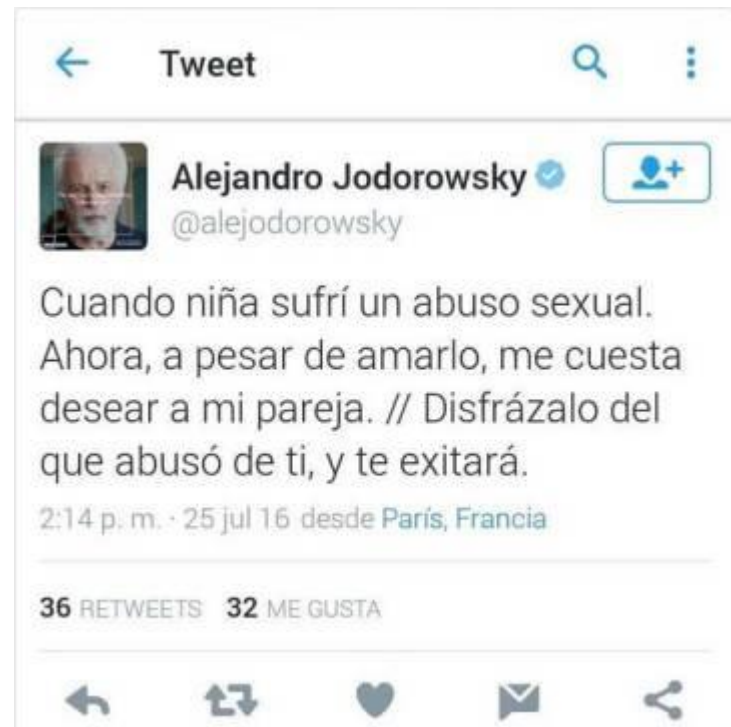 Tweet
Alejandro Jodorowsky
@alejodorowsky
Cuando niña sufrí un abuso sexual.
Ahora, a pesar de amarlo, me cuesta
desear a mi pareja. // Disfrázalo del
que abusó de ti, y te exitará.
2:14 p. m. · 25 jul 16 desde París, Francia
36 RETWEETS 32 ME GUSTA